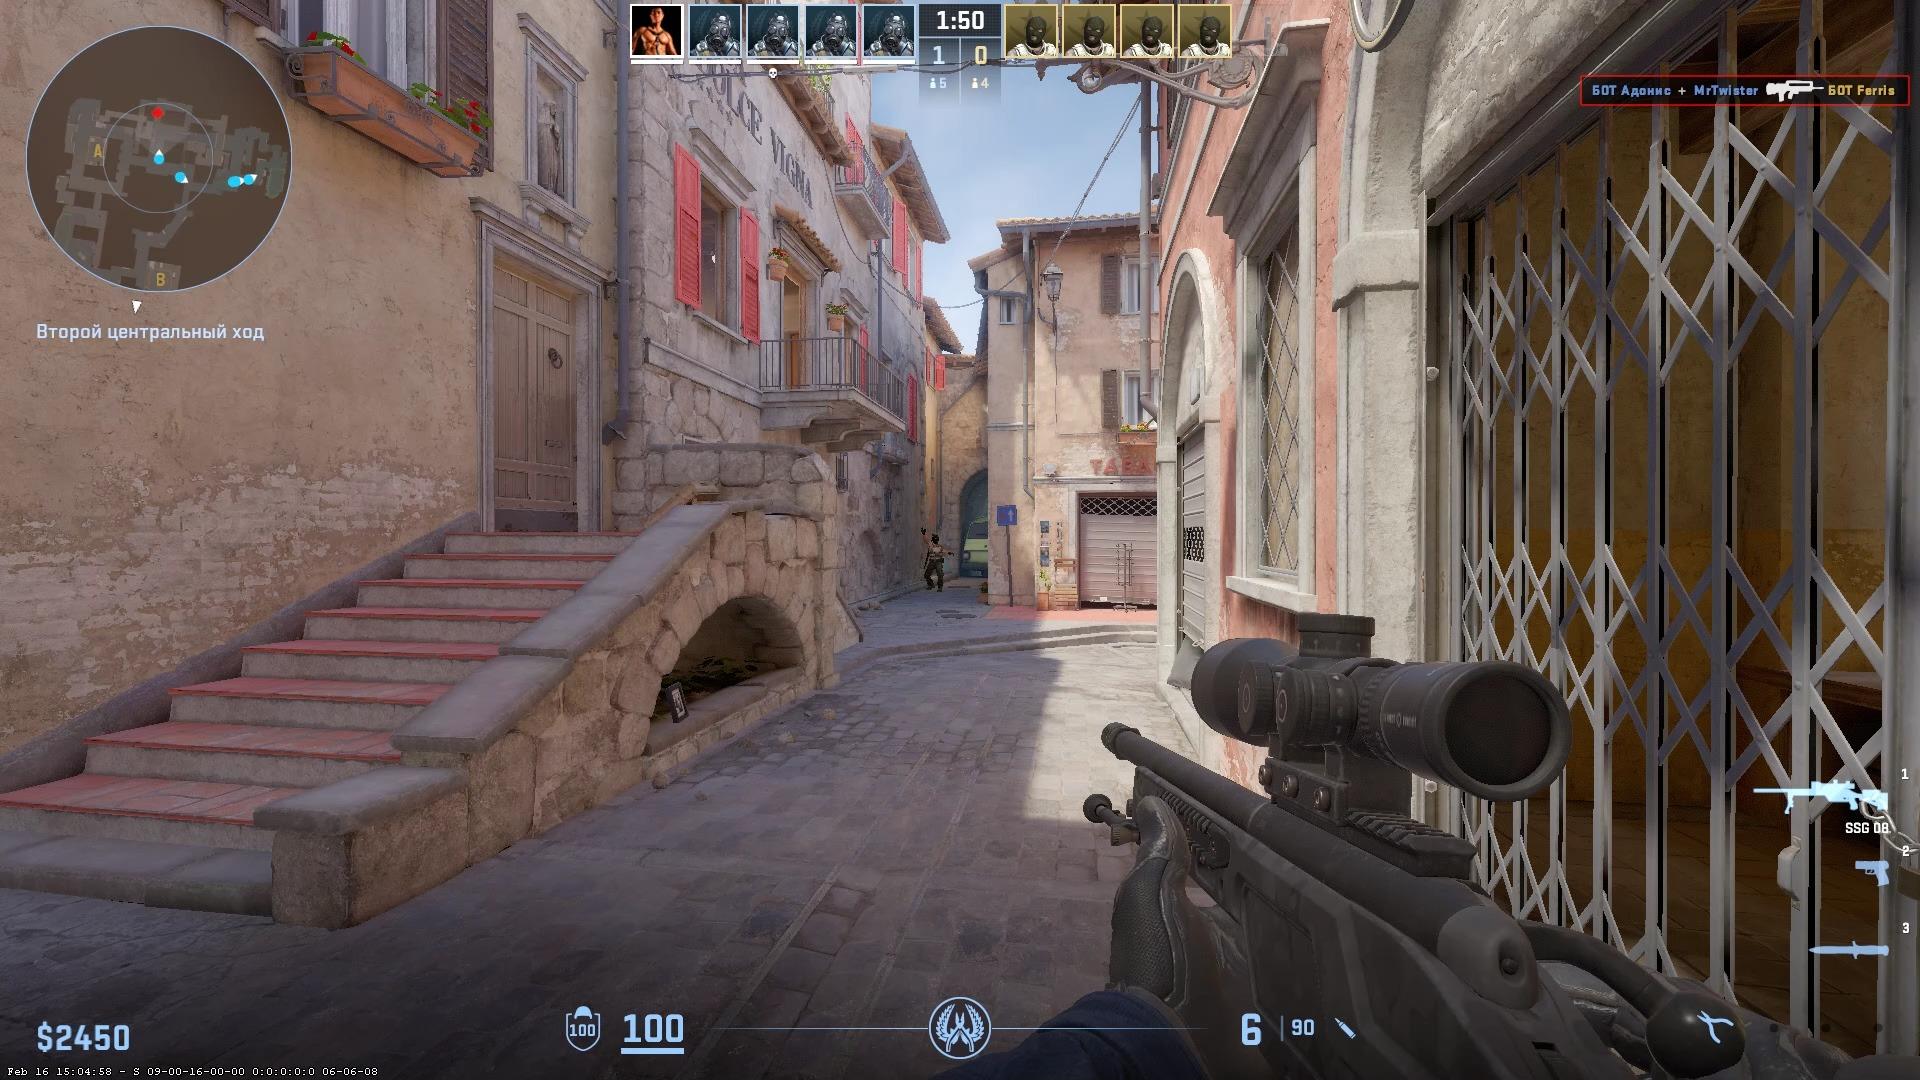 1:50
1 0
5 4
БОТ Адонис + MrTwister БОТ Ferris
DOLCE VIGNA
A
B
Второй центральный ход
TABA
1
SSG 08
2
3
$2450
100 100
6 | 90
Feb 16 15:04:58 - S 09-00-16-00-00 0:0:0:0:0 06-06-08